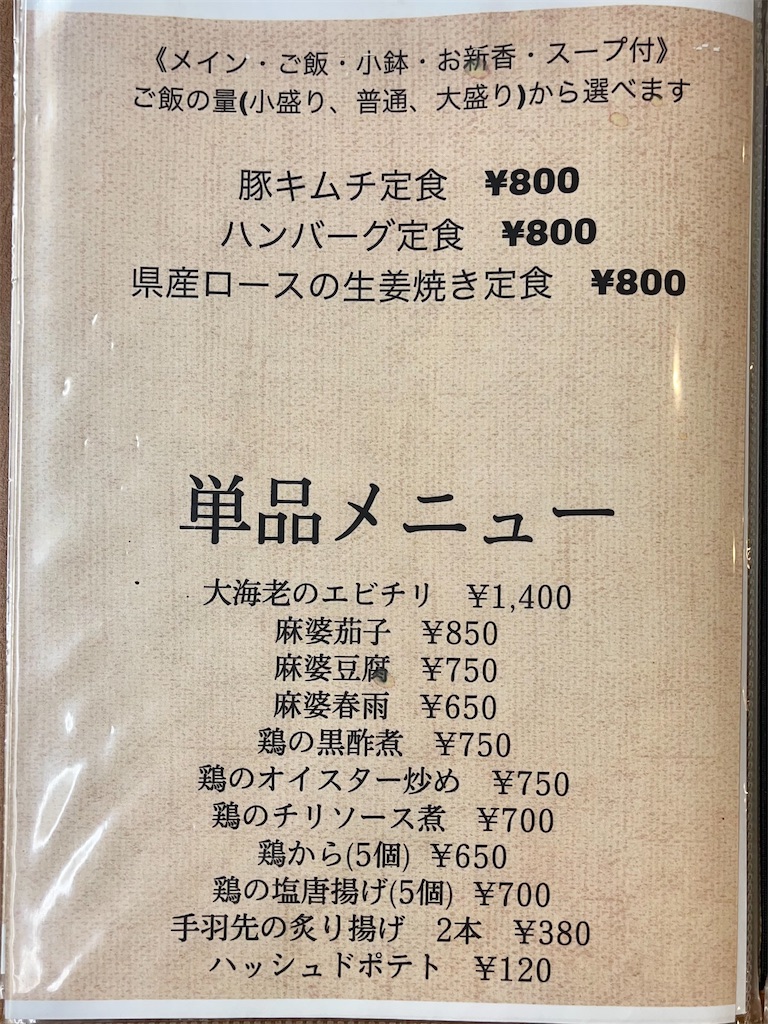 《メイン・ご飯・小鉢・お新香・スープ付》
ご飯の量(小盛り、普通、大盛り)から選べます
豚キムチ定食　¥800
ハンバーグ定食　¥800
県産ロースの生姜焼き定食　¥800
単品メニュー
大海老のエビチリ　¥1,400
麻婆茄子　¥850
麻婆豆腐　¥750
麻婆春雨　¥650
鶏の黒酢煮　¥750
鶏のオイスター炒め　¥750
鶏のチリソース煮　¥700
鶏から(5個)　¥650
鶏の塩唐揚げ(5個)　¥700
手羽先の炙り揚げ　2本　¥380
ハッシュドポテト　¥120